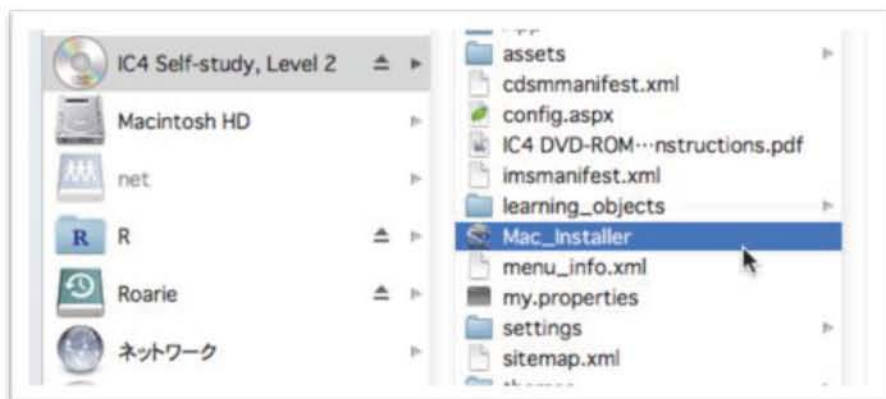 IC4 Self-study, Level 2
Macintosh HD
net
R
R
Roarie
ネットワーク
assets
cdsmmanifest.xml
config.aspx
IC4 DVD-ROM…nstructions.pdf
imsmanifest.xml
learning_objects
Mac_Installer
menu_info.xml
my.properties
settings
sitemap.xml